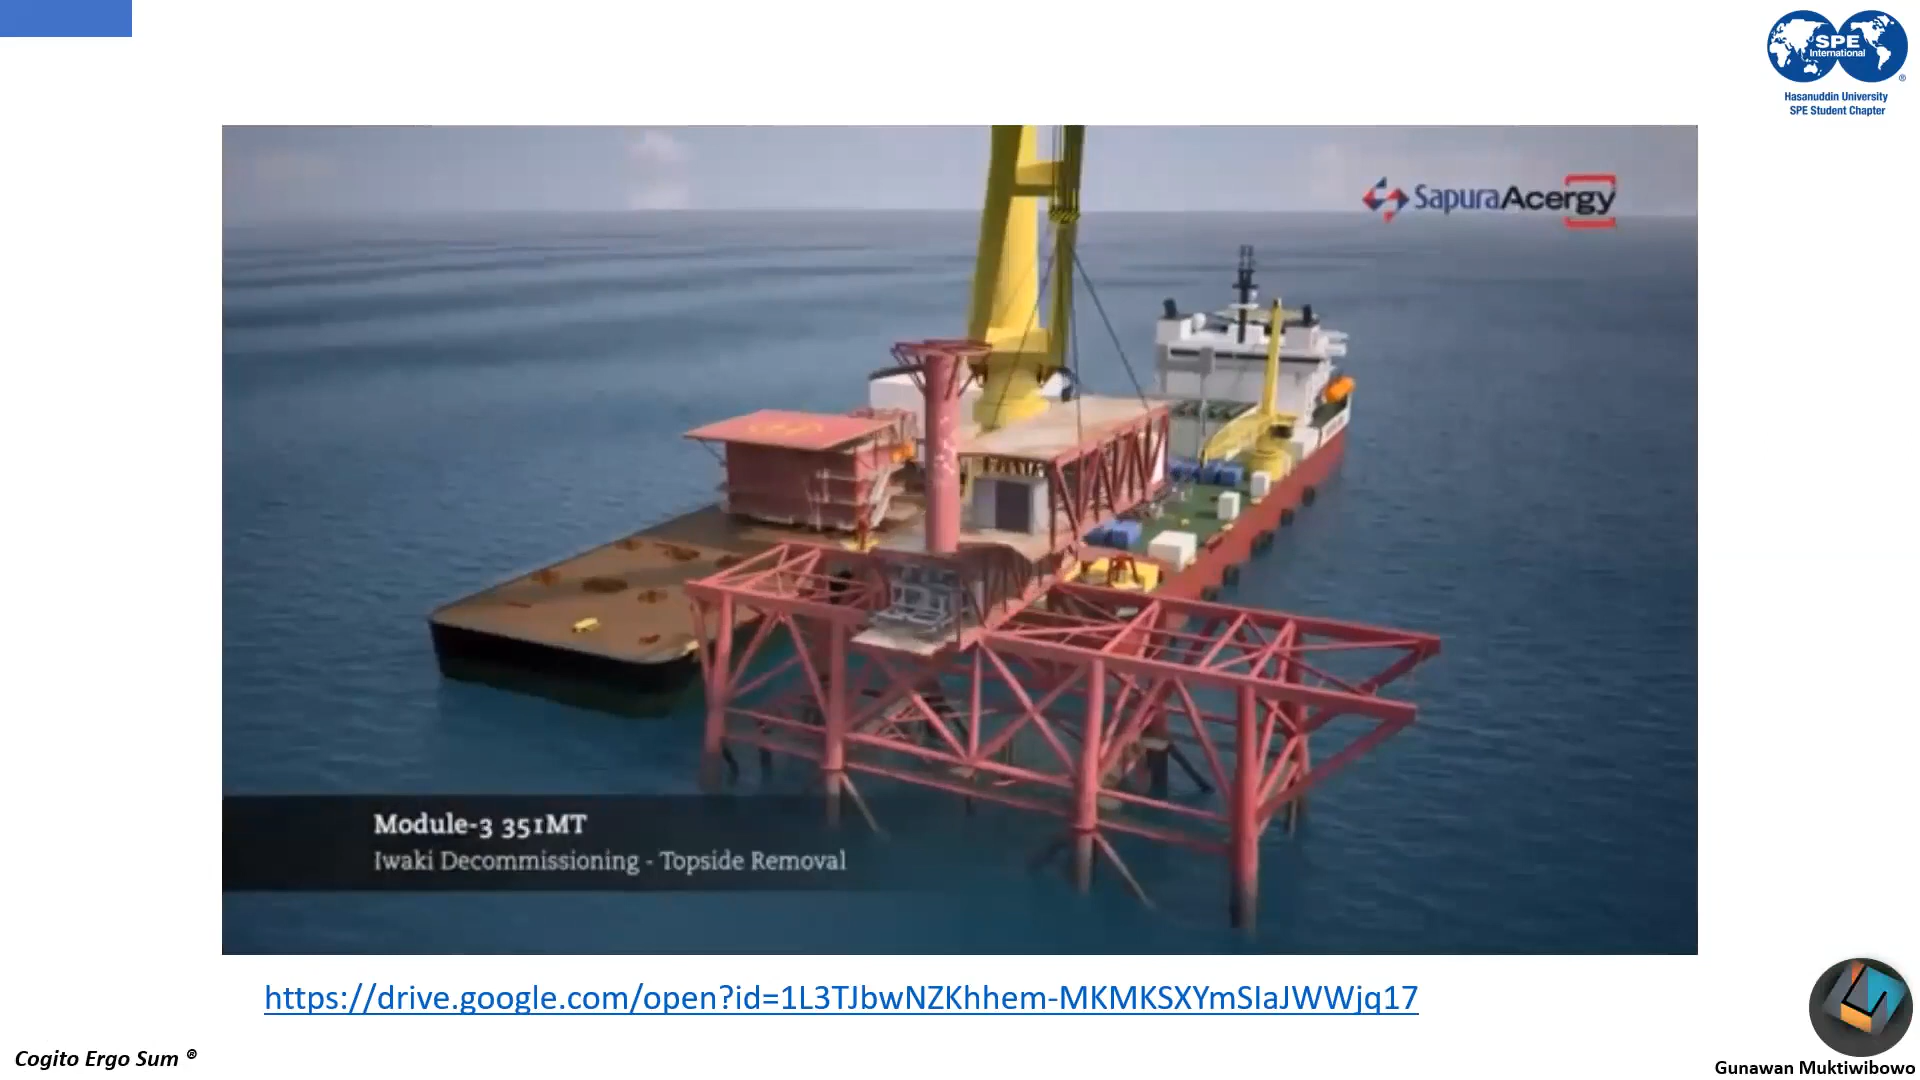 SPE
International
®
Hasanuddin University
SPE Student Chapter
SapuraAcergy
Module-3 351MT
Iwaki Decommissioning - Topside Removal
https://drive.google.com/open?id=1L3TJbwNZKhhem-MKMKSXYmSIaJWWjq17
Cogito Ergo Sum ®
Gunawan Muktiwibowo